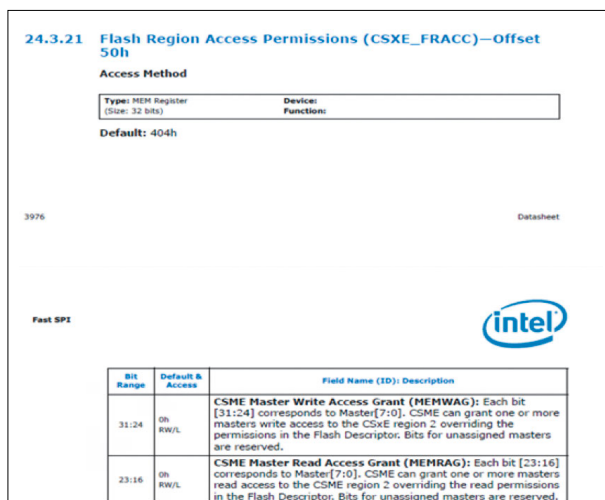 24.3.21 Flash Region Access Permissions (CSXE_FRACC)—Offset
50h
Access Method
Type: MEM Register Device:
(Size: 32 bits) Function:
Default: 404h
3976 Datasheet
Fast SPI
intel
Bit Range
Default & Access
Field Name (ID): Description
31:24
0h
RW/L
CSME Master Write Access Grant (MEMWAG): Each bit
[31:24] corresponds to Master[7:0]. CSME can grant one or more
masters write access to the CSxE region 2 overriding the
permissions in the Flash Descriptor. Bits for unassigned masters
are reserved.
23:16
0h
RW/L
CSME Master Read Access Grant (MEMRAG): Each bit [23:16]
corresponds to Master[7:0]. CSME can grant one or more masters
read access to the CSME region 2 overriding the read permissions
in the Flash Descriptor. Bits for unassigned masters are reserved.